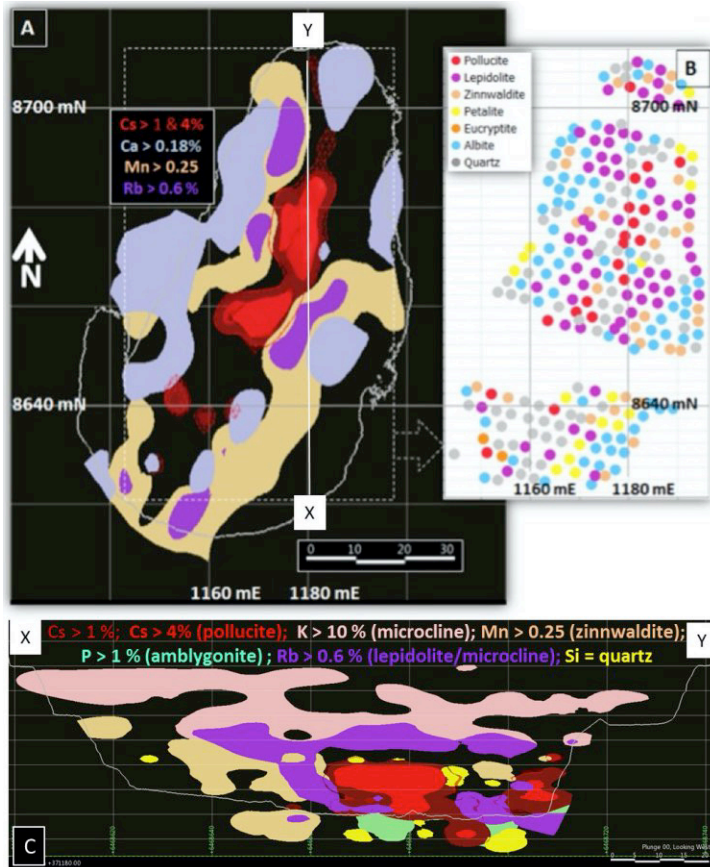 A
Y
B
8700 mN
Cs > 1 & 4%
Ca > 0.18%
Mn > 0.25
Rb > 0.6 %
N
8640 mN
X
0 10 20 30
1160 mE
1180 mE
Pollucite
Lepidolite
Zinnwaldite
Petalite
Eucryptite
Albite
Quartz
8700 mN
8640 mN
1160 mE 1180 mE
X
Cs > 1 %; Cs > 4% (pollucite); K > 10 % (microcline); Mn > 0.25 (zinnwaldite);
Y
P > 1 % (amblygonite) ; Rb > 0.6 % (lepidolite/microcline); Si = quartz
C
+371180.00
Plunge 00, Looking West